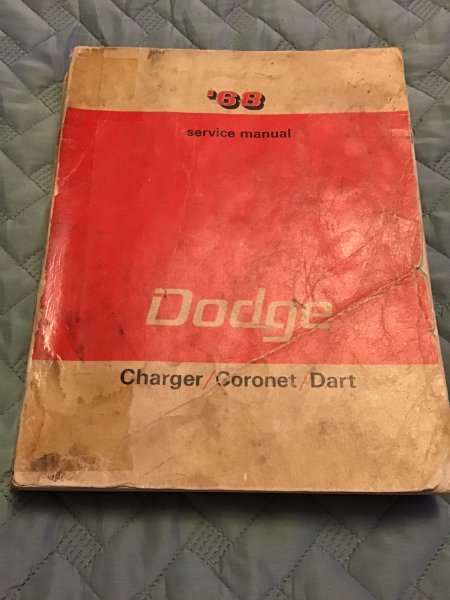 '68
service manual
Dodge
Charger/Coronet/Dart